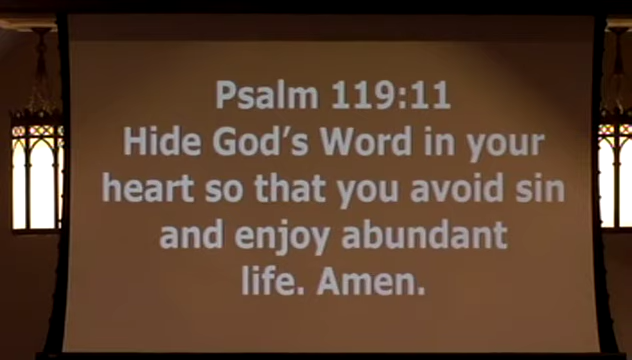 Psalm 119:11
Hide God's Word in your
heart so that you avoid sin
and enjoy abundant
life. Amen.